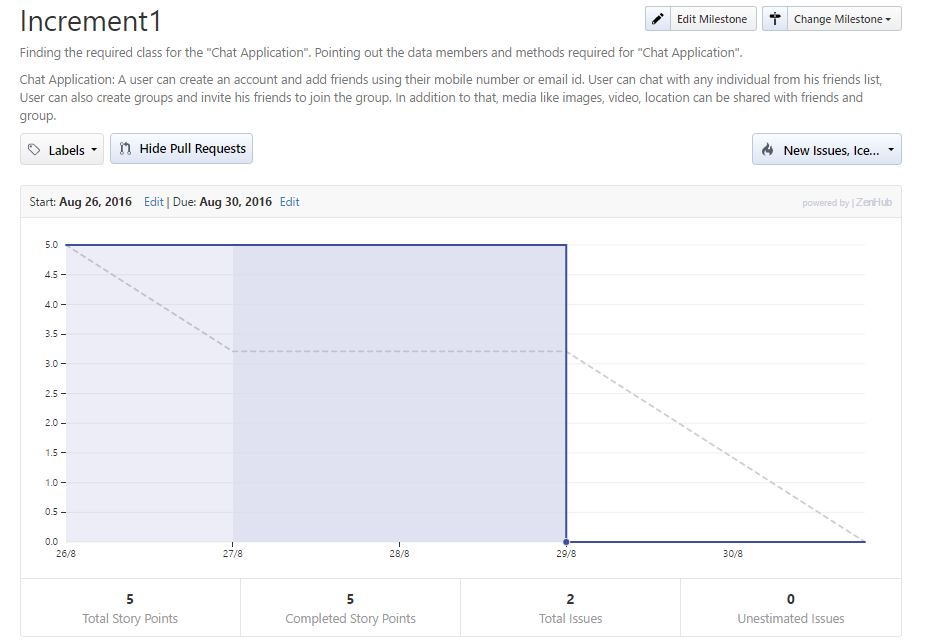 Increment1
Edit Milestone
Change Milestone
Finding the required class for the "Chat Application". Pointing out the data members and methods required for "Chat Application".
Chat Application: A user can create an account and add friends using their mobile number or email id. User can chat with any individual from his friends list,
User can also create groups and invite his friends to join the group. In addition to that, media like images, video, location can be shared with friends and
group.
Labels
Hide Pull Requests
New Issues, Ice...
Start: Aug 26, 2016 Edit | Due: Aug 30, 2016 Edit
powered by | ZenHub
5.0
4.5
4.0
3.5
3.0
2.5
2.0
1.5
1.0
0.5
0.0
26/8 27/8 28/8 29/8 30/8
5 5 2 0
Total Story Points Completed Story Points Total Issues Unestimated Issues